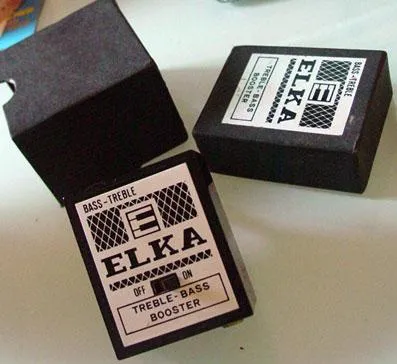 BASS-TREBLE
E
ELKA
OFF ON
TREBLE-BASS
BOOSTER
BASS-TREBLE
E
ELKA
TREBLE-BASS
BOOSTER